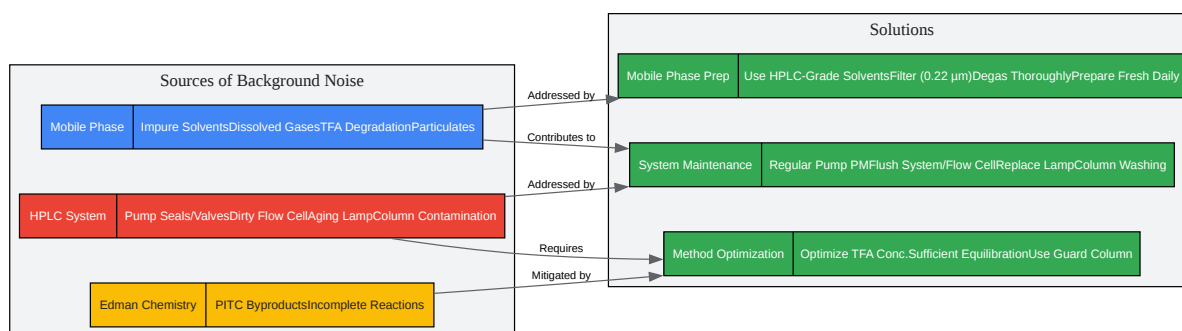 Solutions
Sources of Background Noise
Mobile Phase Prep
Use HPLC-Grade SolventsFilter (0.22 µm)Degas ThoroughlyPrepare Fresh Daily
Addressed by
Mobile Phase
Impure SolventsDissolved GasesTFA DegradationParticulates
Contributes to
System Maintenance
Regular Pump PMFlush System/Flow CellReplace LampColumn Washing
Addressed by
HPLC System
Pump Seals/ValvesDirty Flow CellAging LampColumn Contamination
Requires
Method Optimization
Optimize TFA Conc.Sufficient EquilibrationUse Guard Column
Mitigated by
Edman Chemistry
PITC ByproductsIncomplete Reactions